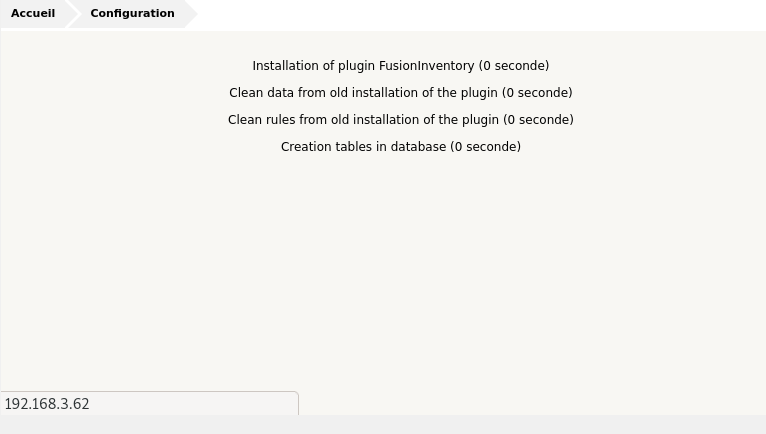 Accueil Configuration
Installation of plugin FusionInventory (0 seconde)
Clean data from old installation of the plugin (0 seconde)
Clean rules from old installation of the plugin (0 seconde)
Creation tables in database (0 seconde)
192.168.3.62